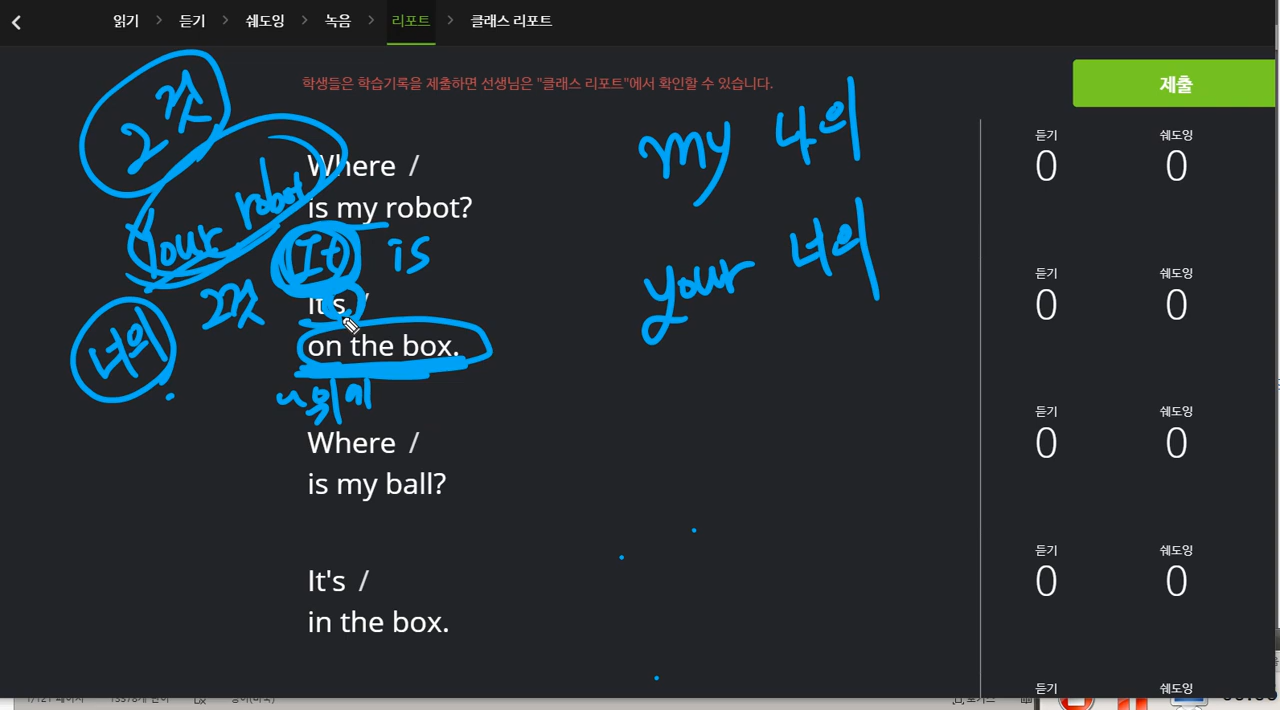 읽기 > 듣기 > 쉐도잉 > 녹음 > 리포트 > 클래스 리포트
학생들은 학습기록을 제출하면 선생님은 "클래스 리포트"에서 확인할 수 있습니다.
제출
그것
my 나의
Where /
is my robot?
your robot
your 너의
It is
그것
It's /
on the box.
너의
~위에
Where /
is my ball?
It's /
in the box.
듣기 쉐도잉
0 0
듣기 쉐도잉
0 0
듣기 쉐도잉
0 0
듣기 쉐도잉
0 0
듣기 쉐도잉